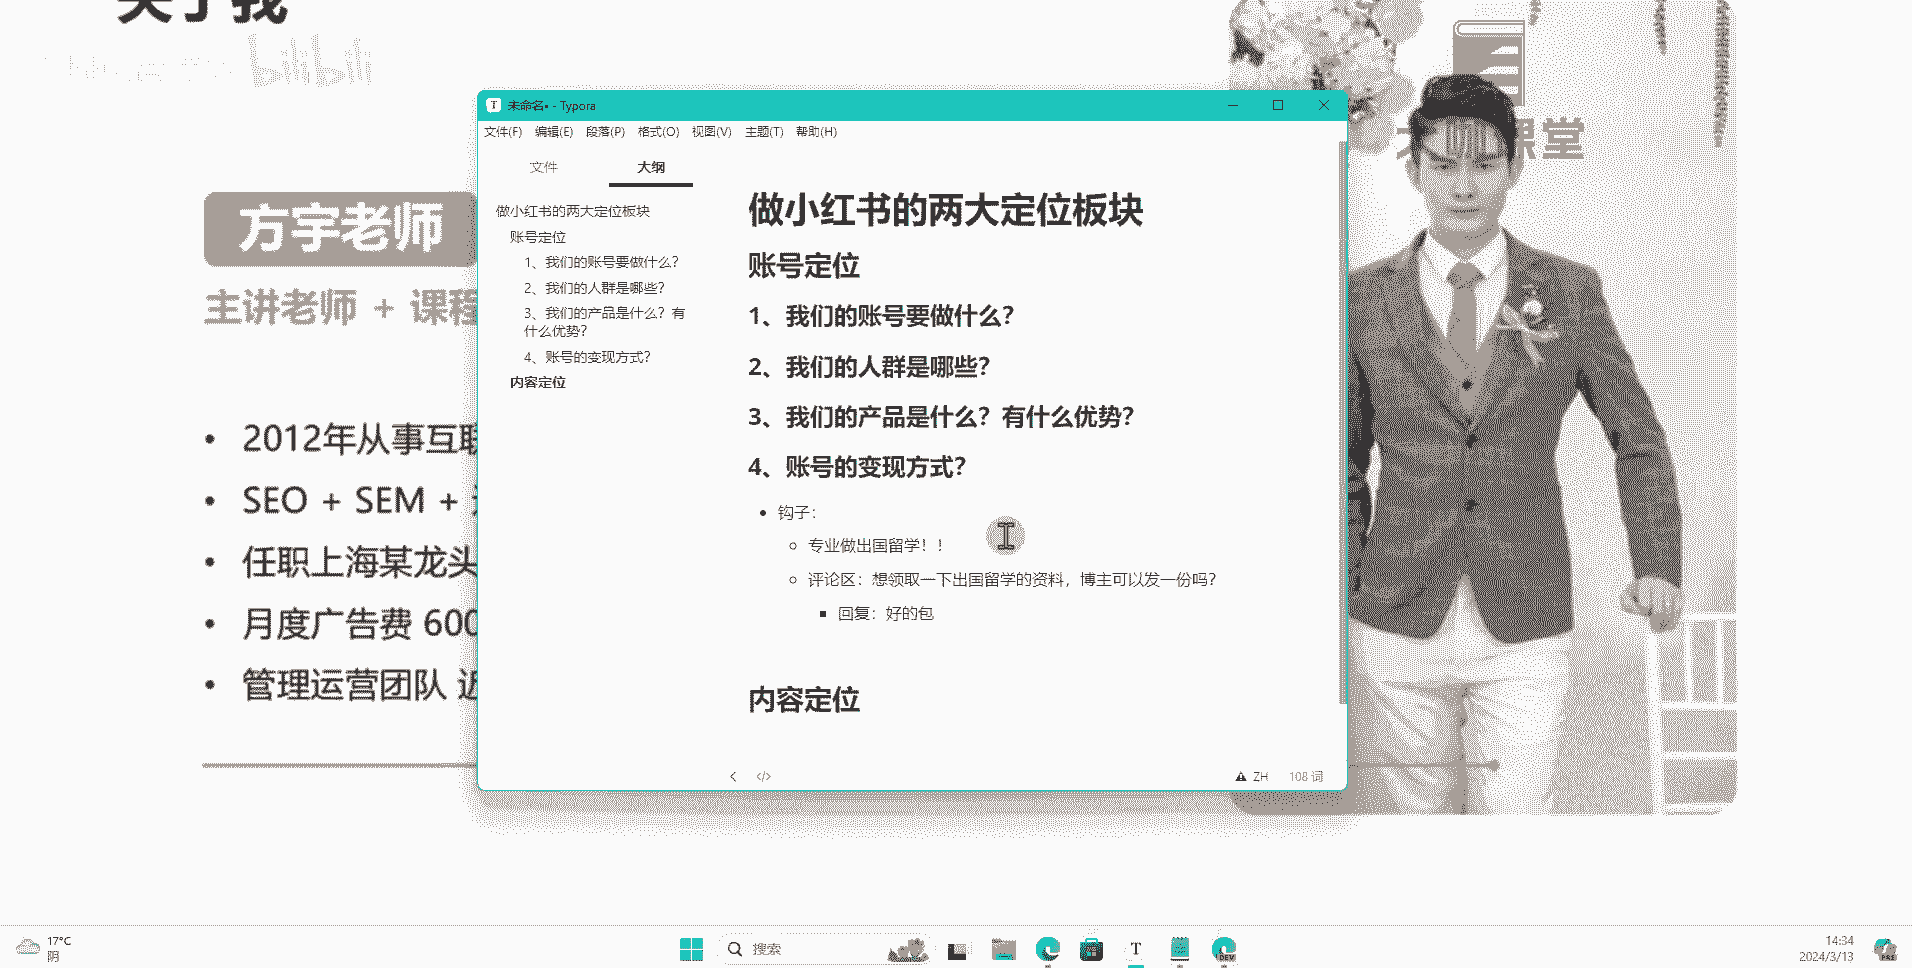 关于我
bilibili
大咖课堂
方宇老师
主讲老师 + 课程
2012年从事互联
SEO + SEM +
任职上海某龙头
月度广告费 600
管理运营团队 近
未命名• - Typora
文件(F) 编辑(E) 段落(P) 格式(O) 视图(V) 主题(T) 帮助(H)
文件 大纲
做小红书的两大定位板块
账号定位
1、我们的账号要做什么?
2、我们的人群是哪些?
3、我们的产品是什么? 有
什么优势?
4、账号的变现方式?
内容定位
做小红书的两大定位板块
账号定位
1、我们的账号要做什么?
2、我们的人群是哪些?
3、我们的产品是什么? 有什么优势?
4、账号的变现方式?
钩子:
专业做出国留学! !
评论区: 想领取一下出国留学的资料, 博主可以发一份吗?
回复: 好的包
内容定位
ZH 108 词
17°C
阴
搜索
DEV
14:34
2024/3/13
PRE